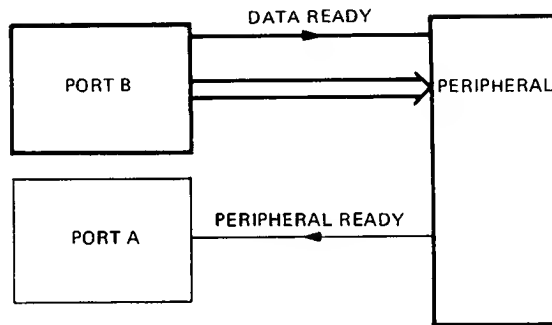 DATA READY
PORT B
PERIPHERAL
PERIPHERAL READY
PORT A